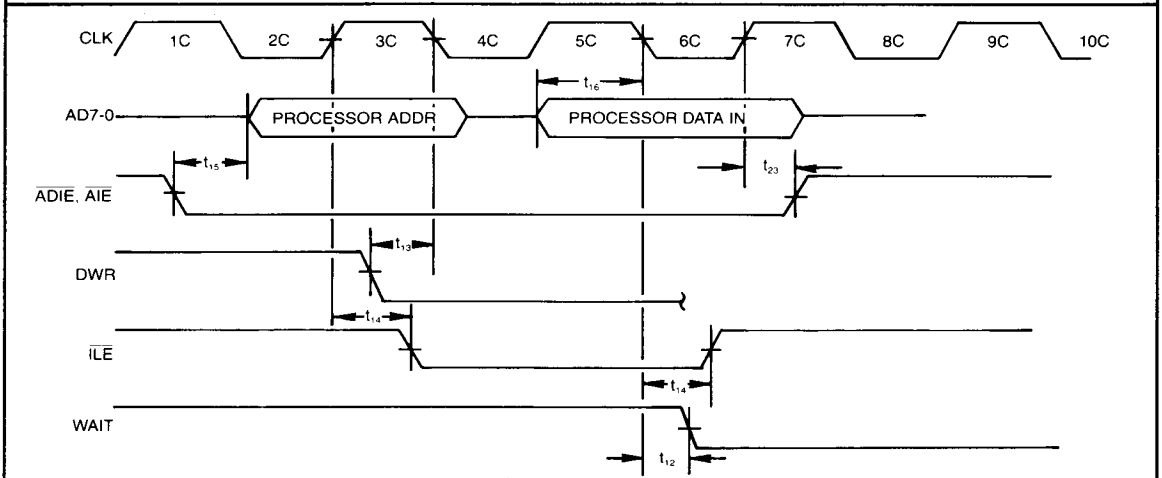 CLK 1C 2C 3C 4C 5C 6C 7C 8C 9C 10C
t16
AD7-0 PROCESSOR ADDR PROCESSOR DATA IN
t15 t23
ADIE, AIE
t13
DWR
t14
ILE
t14
WAIT
t12